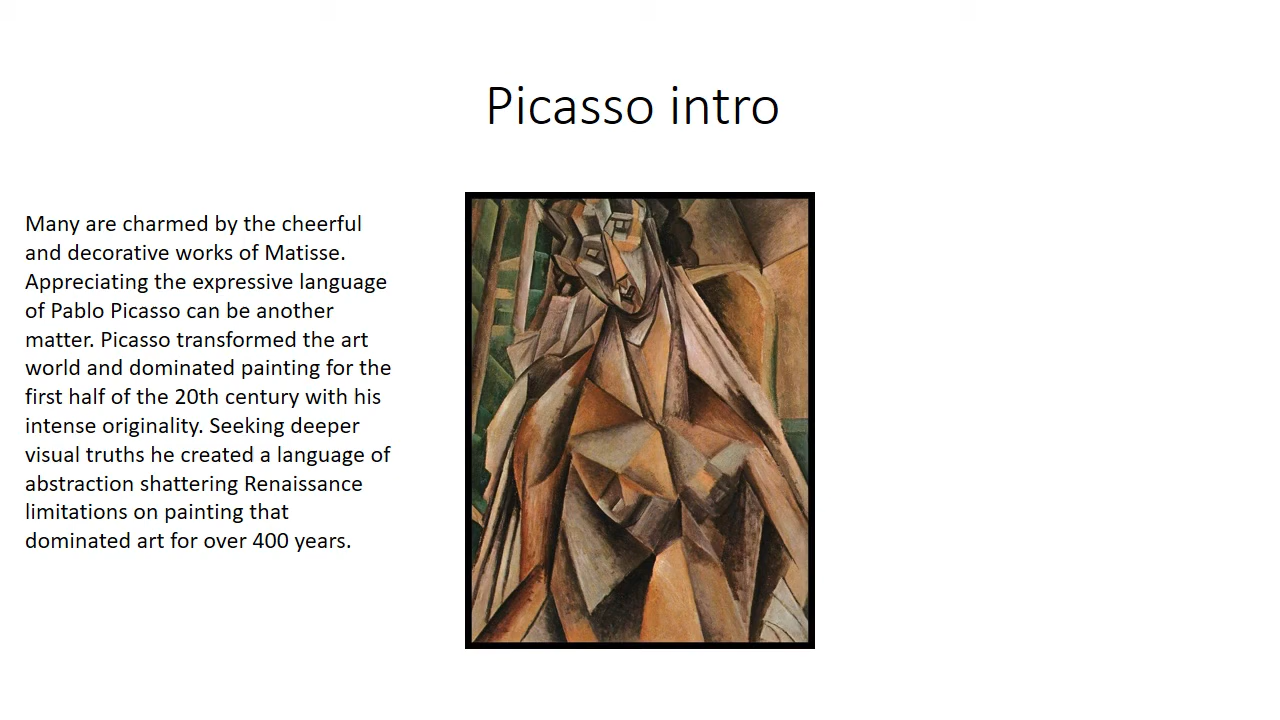 Picasso intro
Many are charmed by the cheerful
and decorative works of Matisse.
Appreciating the expressive language
of Pablo Picasso can be another
matter. Picasso transformed the art
world and dominated painting for the
first half of the 20th century with his
intense originality. Seeking deeper
visual truths he created a language of
abstraction shattering Renaissance
limitations on painting that
dominated art for over 400 years.